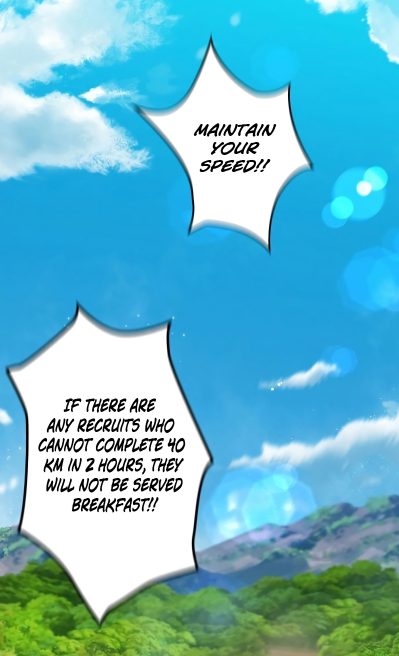 MAINTAIN
YOUR
SPEED!!
IF THERE ARE
ANY RECRUITS WHO
CANNOT COMPLETE 40
KM IN 2 HOURS, THEY
WILL NOT BE SERVED
BREAKFAST!!